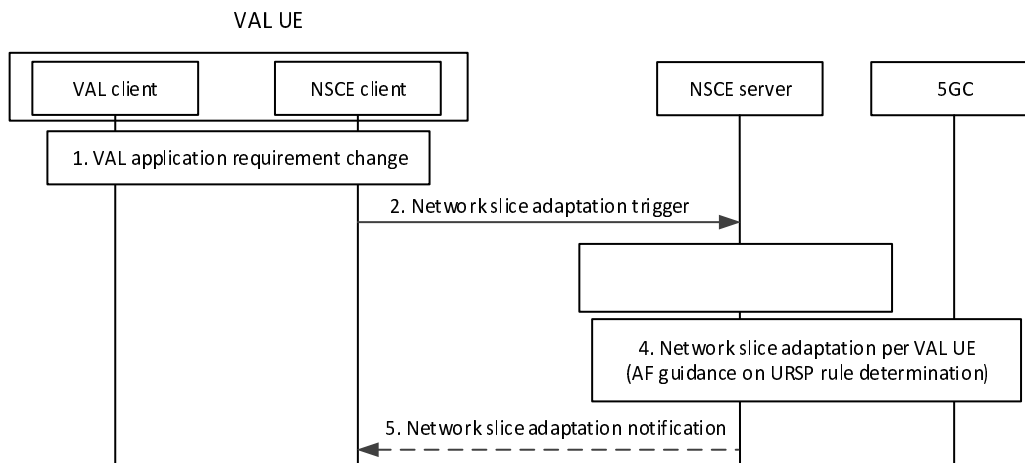 VAL UE
VAL client
NSCE client
NSCE server
5GC
1. VAL application requirement change
2. Network slice adaptation trigger
4. Network slice adaptation per VAL UE
(AF guidance on URSP rule determination)
5. Network slice adaptation notification